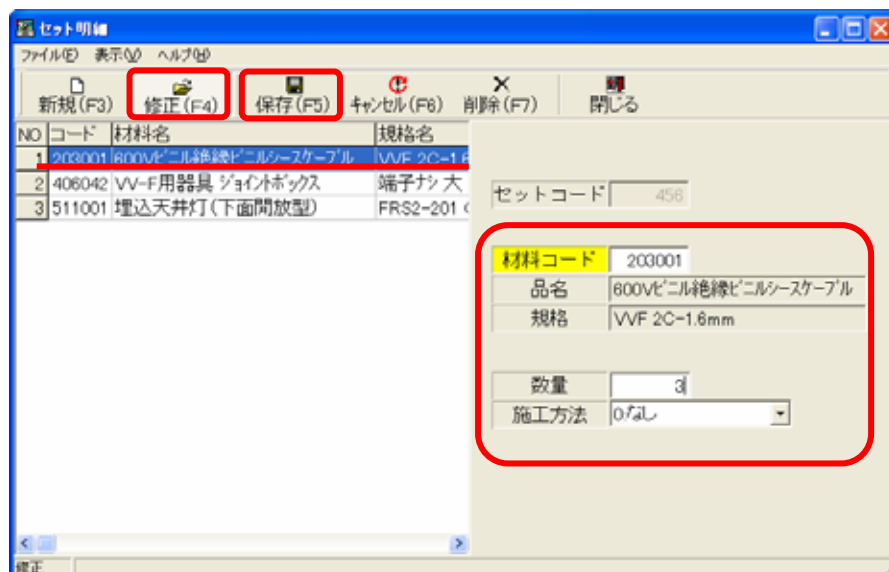 セット明細
ファイル(F) 表示(V) ヘルプ(H)
新規(F3) 修正(F4) 保存(F5) キャンセル(F6) 削除(F7) 閉じる
NO コード 材料名 規格名
1 203001 600Vビニル絶縁ビニルシースケーブル VVF 2C-1.6
2 406042 VV-F用器具 ジョイントボックス 端子ナシ 大
3 511001 埋込天井灯(下面開放型) FRS2-201
セットコード 456
材料コード 203001
品名 600Vビニル絶縁ビニルシースケーブル
規格 VVF 2C-1.6mm
数量 3
施工方法 0:なし
修正